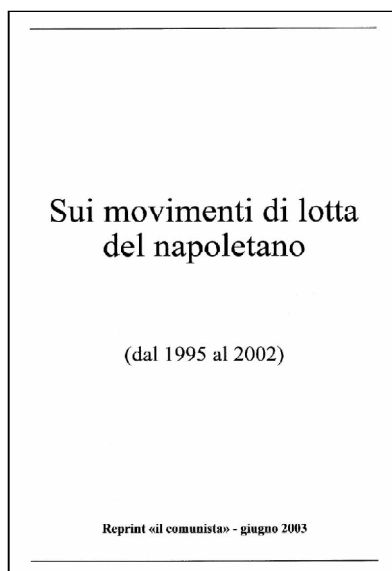 Sui movimenti di lotta
del napoletano
(dal 1995 al 2002)
Reprint «il comunista» - giugno 2003